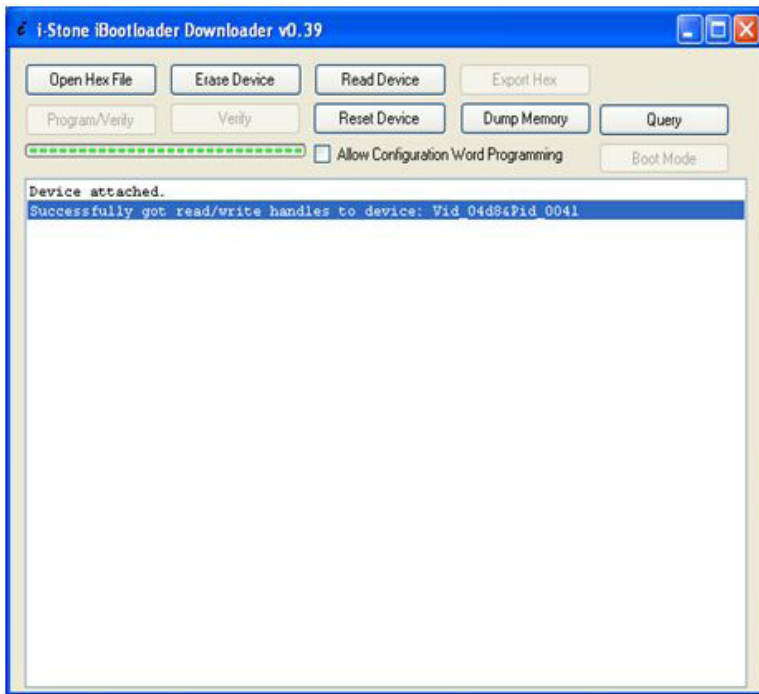 i-Stone iBootloader Downloader v0.39
Open Hex File Erase Device Read Device Export Hex
Program/Verify Verify Reset Device Dump Memory Query
Allow Configuration Word Programming Boot Mode
Device attached.
Successfully got read/write handles to device: Vid_04d8&Pid_0041